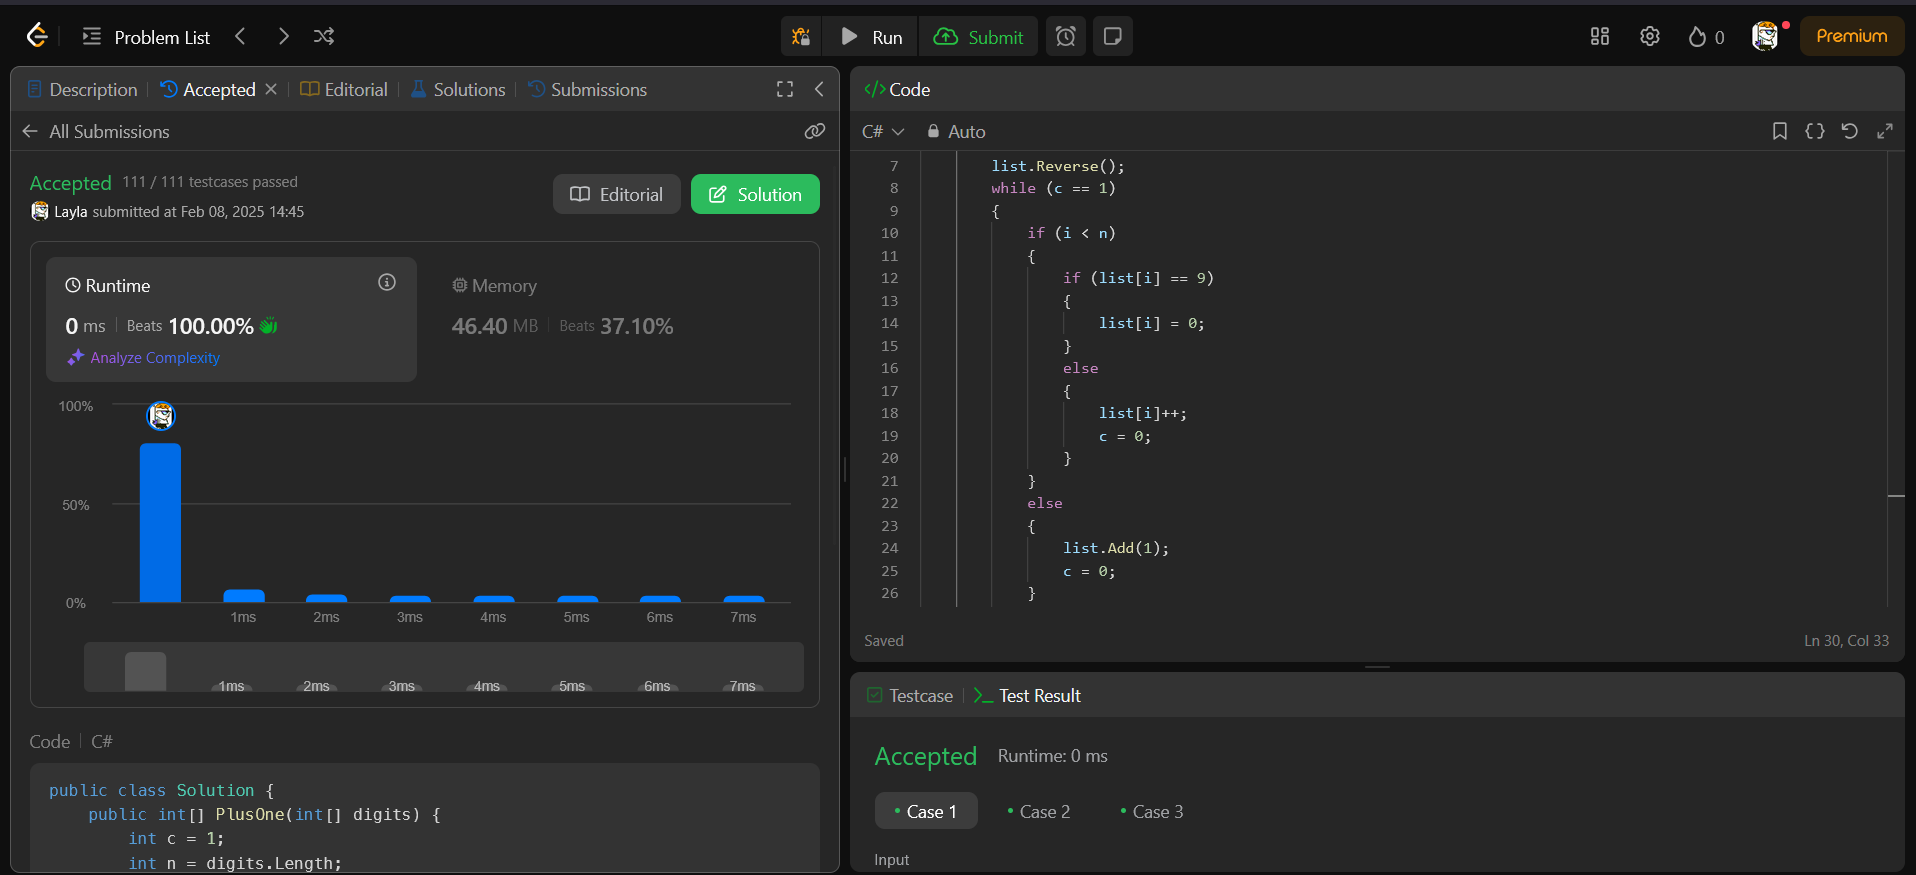 Problem List
Run
Submit
0
Premium
Description
Accepted
Editorial
Solutions
Submissions
All Submissions
Accepted 111 / 111 testcases passed
Layla submitted at Feb 08, 2025 14:45
Editorial
Solution
Runtime
0 ms | Beats 100.00%
Analyze Complexity
Memory
46.40 MB | Beats 37.10%
100%
50%
0%
1ms 2ms 3ms 4ms 5ms 6ms 7ms
1ms 2ms 3ms 4ms 5ms 6ms 7ms
Code | C#
public class Solution {
    public int[] PlusOne(int[] digits) {
        int c = 1;
        int n = digits.Length;
</> Code
C# Auto
7 list.Reverse();
8 while (c == 1)
9 {
10 if (i < n)
11 {
12 if (list[i] == 9)
13 {
14 list[i] = 0;
15 }
16 else
17 {
18 list[i]++;
19 c = 0;
20 }
21 }
22 else
23 {
24 list.Add(1);
25 c = 0;
26 }
Saved
Ln 30, Col 33
Testcase | >_ Test Result
Accepted Runtime: 0 ms
• Case 1 • Case 2 • Case 3
Input